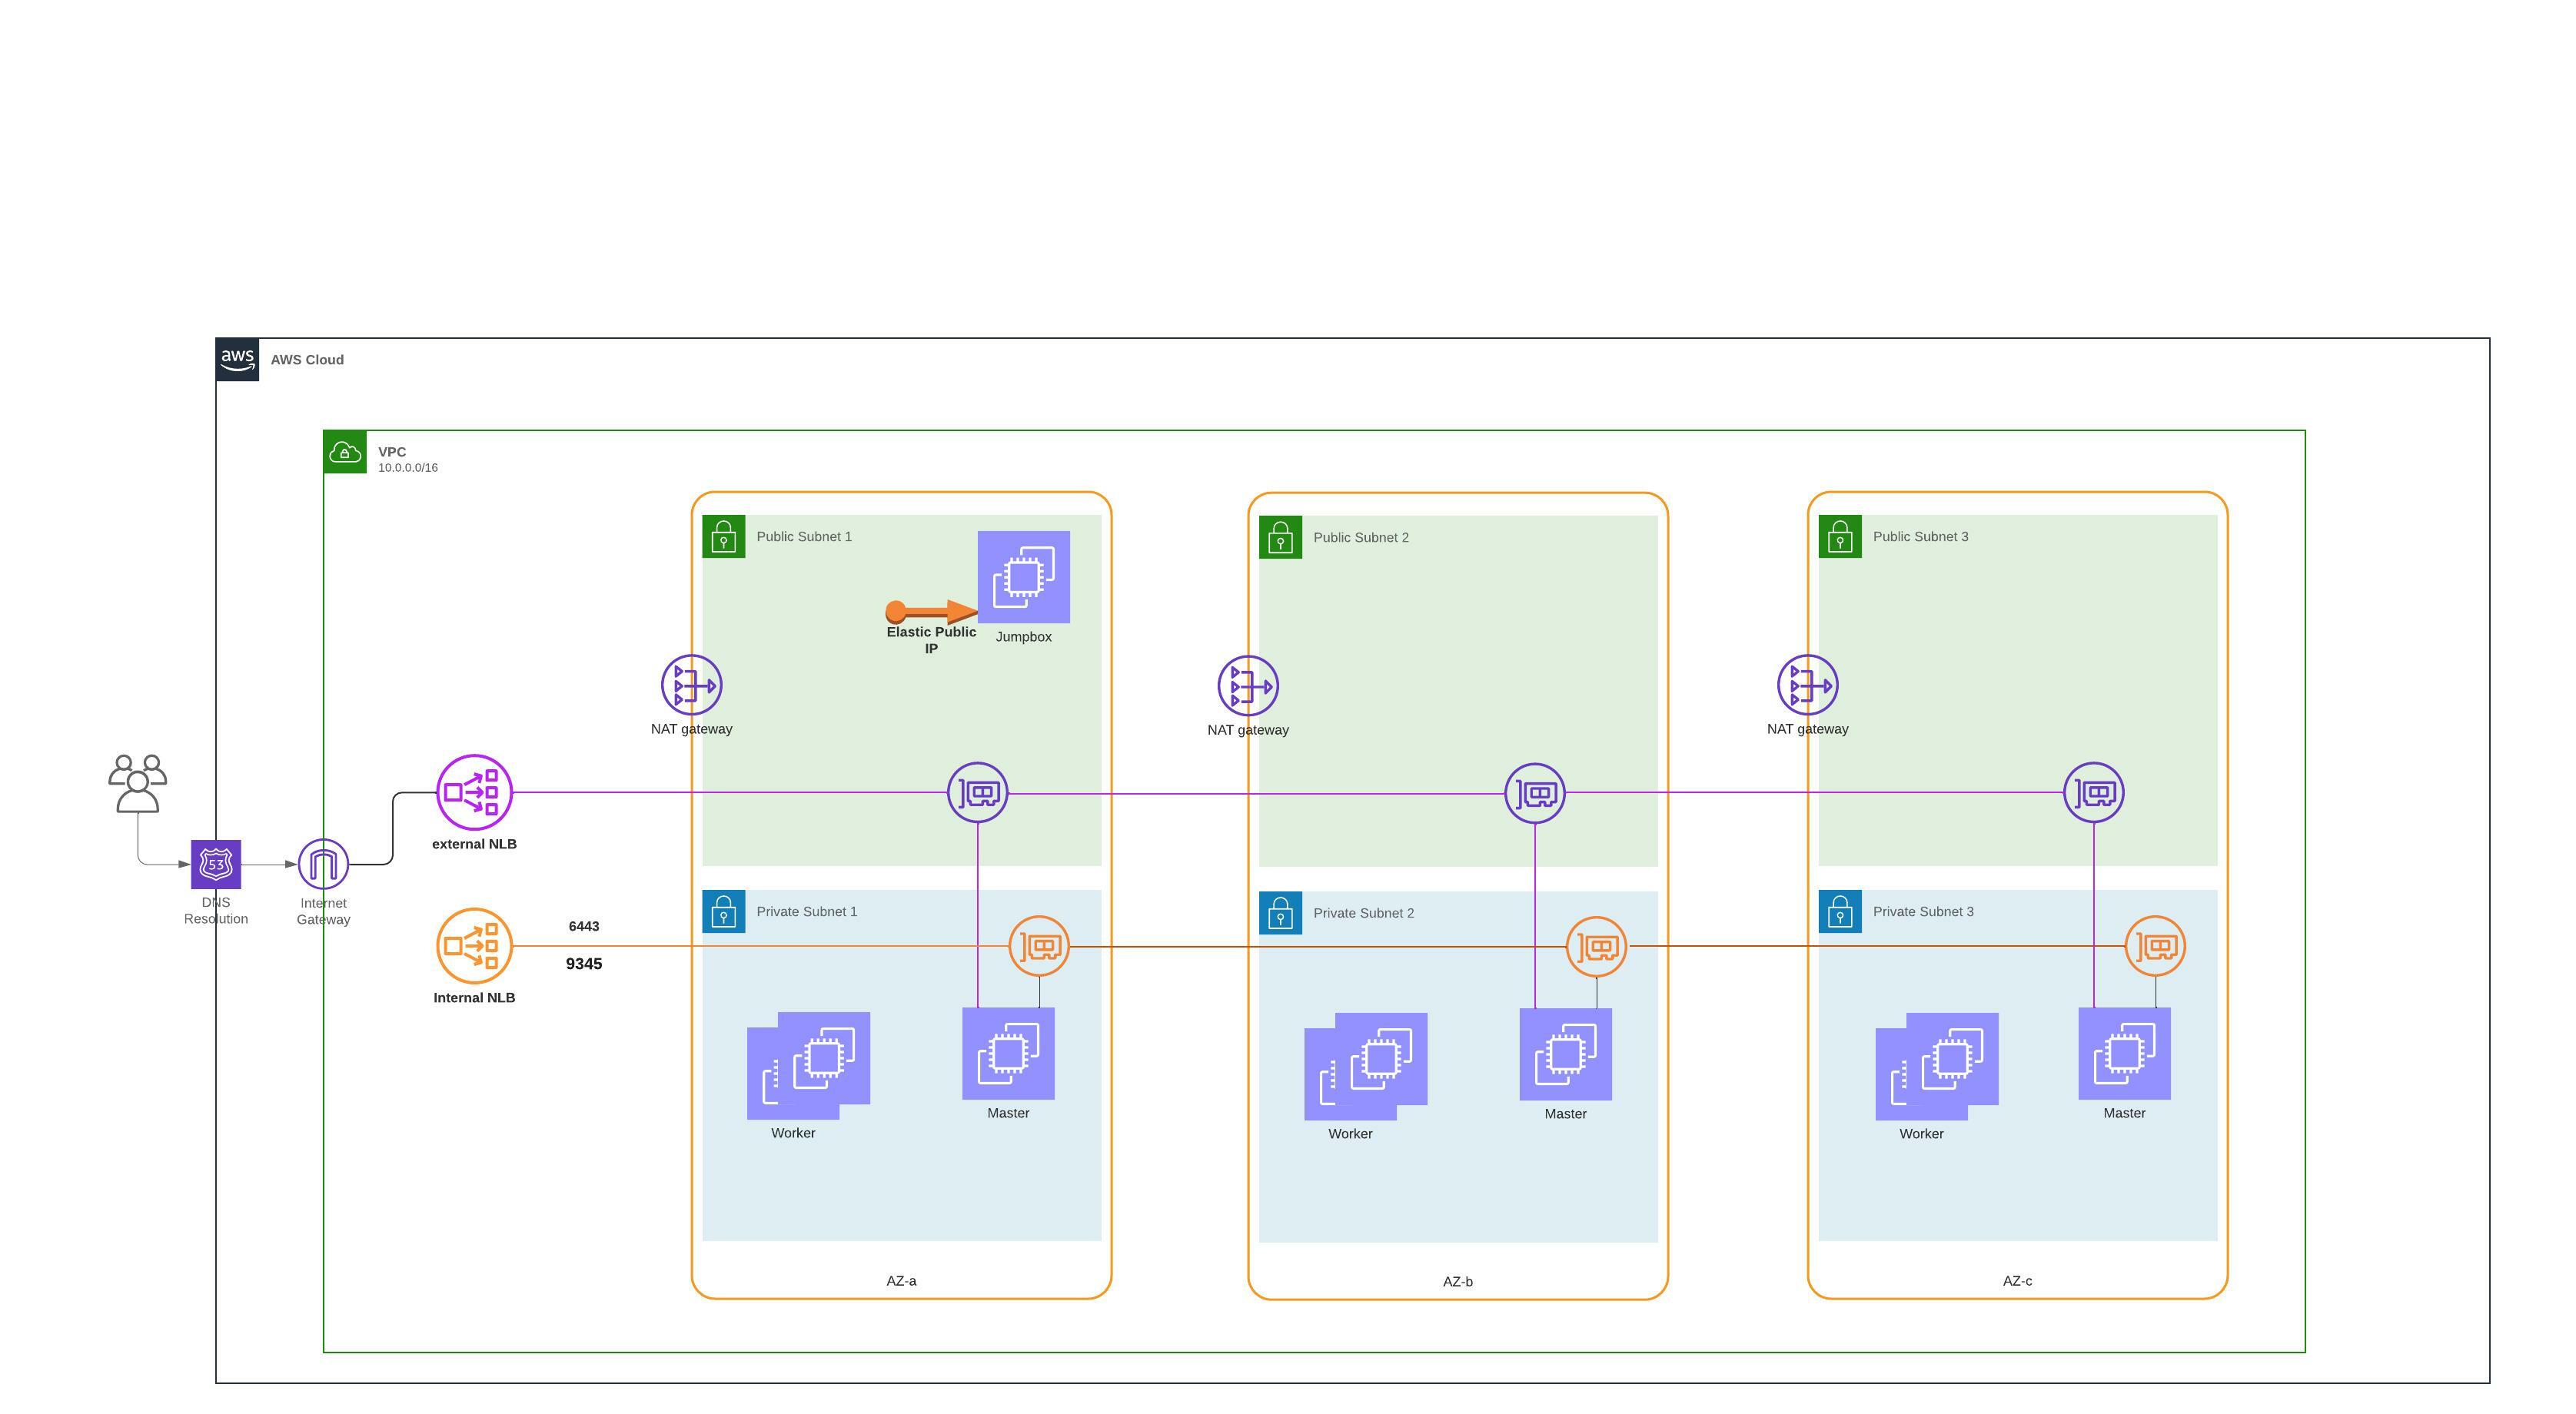 aws
AWS Cloud
VPC
10.0.0.0/16
Public Subnet 1
Elastic Public
IP
Jumpbox
NAT gateway
Public Subnet 2
NAT gateway
Public Subnet 3
NAT gateway
53
DNS
Resolution
Internet
Gateway
external NLB
Internal NLB
6443
9345
Private Subnet 1
Worker
Master
AZ-a
Private Subnet 2
Worker
Master
AZ-b
Private Subnet 3
Worker
Master
AZ-c